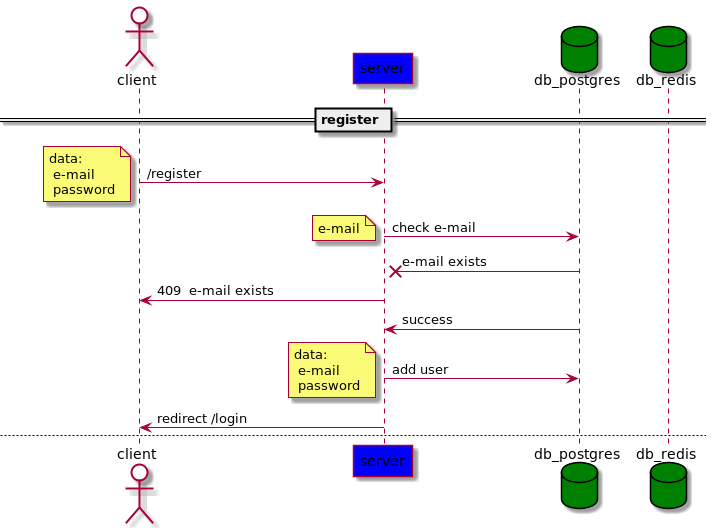 client
server
db_postgres
db_redis
register
data:
e-mail
password
/register
e-mail
check e-mail
e-mail exists
409  e-mail exists
success
data:
e-mail
password
add user
redirect /login
client
server
db_postgres
db_redis